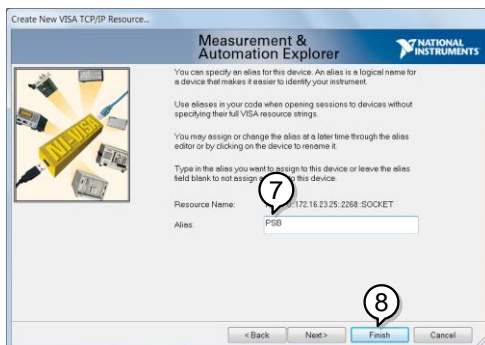 Create New VISA TCP/IP Resource...
Measurement &
Automation Explorer
NATIONAL
INSTRUMENTS
NI-VISA
You can specify an alias for this device. An alias is a logical name for
a device that makes it easier to identify your instrument.
Use aliases in your code when opening sessions to devices without
specifying their full VISA resource strings.
You may assign or change the alias at a later time through the alias
editor or by clicking on the device to rename it.
Type in the alias you want to assign to this device or leave the alias
field blank to not assign to this device.
7
Resource Name: ::172.16.23.25::2268::SOCKET
Alias: PSB
8
< Back Next > Finish Cancel